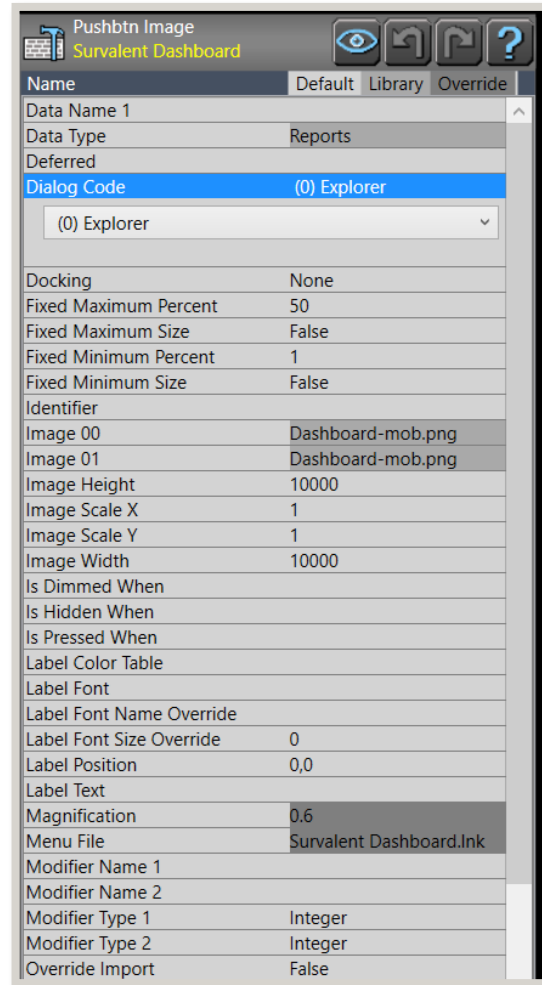 Pushbtn Image
Survalent Dashboard
?
Name Default Library Override
Data Name 1
Data Type Reports
Deferred
Dialog Code (0) Explorer
(0) Explorer
Docking None
Fixed Maximum Percent 50
Fixed Maximum Size False
Fixed Minimum Percent 1
Fixed Minimum Size False
Identifier
Image 00 Dashboard-mob.png
Image 01 Dashboard-mob.png
Image Height 10000
Image Scale X 1
Image Scale Y 1
Image Width 10000
Is Dimmed When
Is Hidden When
Is Pressed When
Label Color Table
Label Font
Label Font Name Override
Label Font Size Override 0
Label Position 0,0
Label Text
Magnification 0.6
Menu File Survalent Dashboard.lnk
Modifier Name 1
Modifier Name 2
Modifier Type 1 Integer
Modifier Type 2 Integer
Override Import False